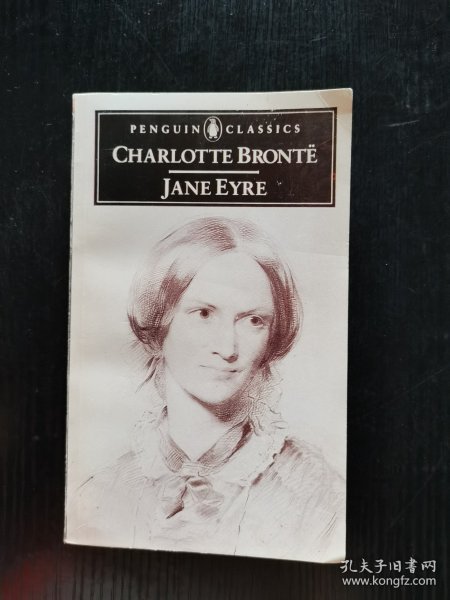 PENGUIN CLASSICS
CHARLOTTE BRONTË
JANE EYRE
孔夫子旧书网
www.kongfz.com